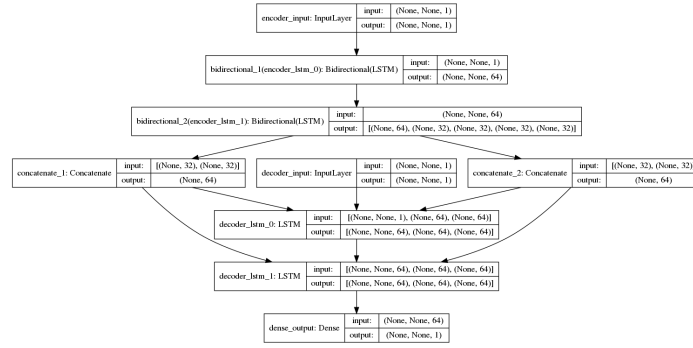 encoder_input: InputLayer
input: (None, None, 1)
output: (None, None, 1)
bidirectional_1(encoder_lstm_0): Bidirectional(LSTM)
input: (None, None, 1)
output: (None, None, 64)
bidirectional_2(encoder_lstm_1): Bidirectional(LSTM)
input: (None, None, 64)
output: [(None, 64), (None, 32), (None, 32), (None, 32), (None, 32)]
concatenate_1: Concatenate
input: [(None, 32), (None, 32)]
output: (None, 64)
decoder_input: InputLayer
input: (None, None, 1)
output: (None, None, 1)
concatenate_2: Concatenate
input: [(None, 32), (None, 32)
output: (None, 64)
decoder_lstm_0: LSTM
input: [(None, None, 1), (None, 64), (None, 64)]
output: [(None, None, 64), (None, 64), (None, 64)]
decoder_lstm_1: LSTM
input: [(None, None, 64), (None, 64), (None, 64)]
output: [(None, None, 64), (None, 64), (None, 64)]
dense_output: Dense
input: (None, None, 64)
output: (None, None, 1)